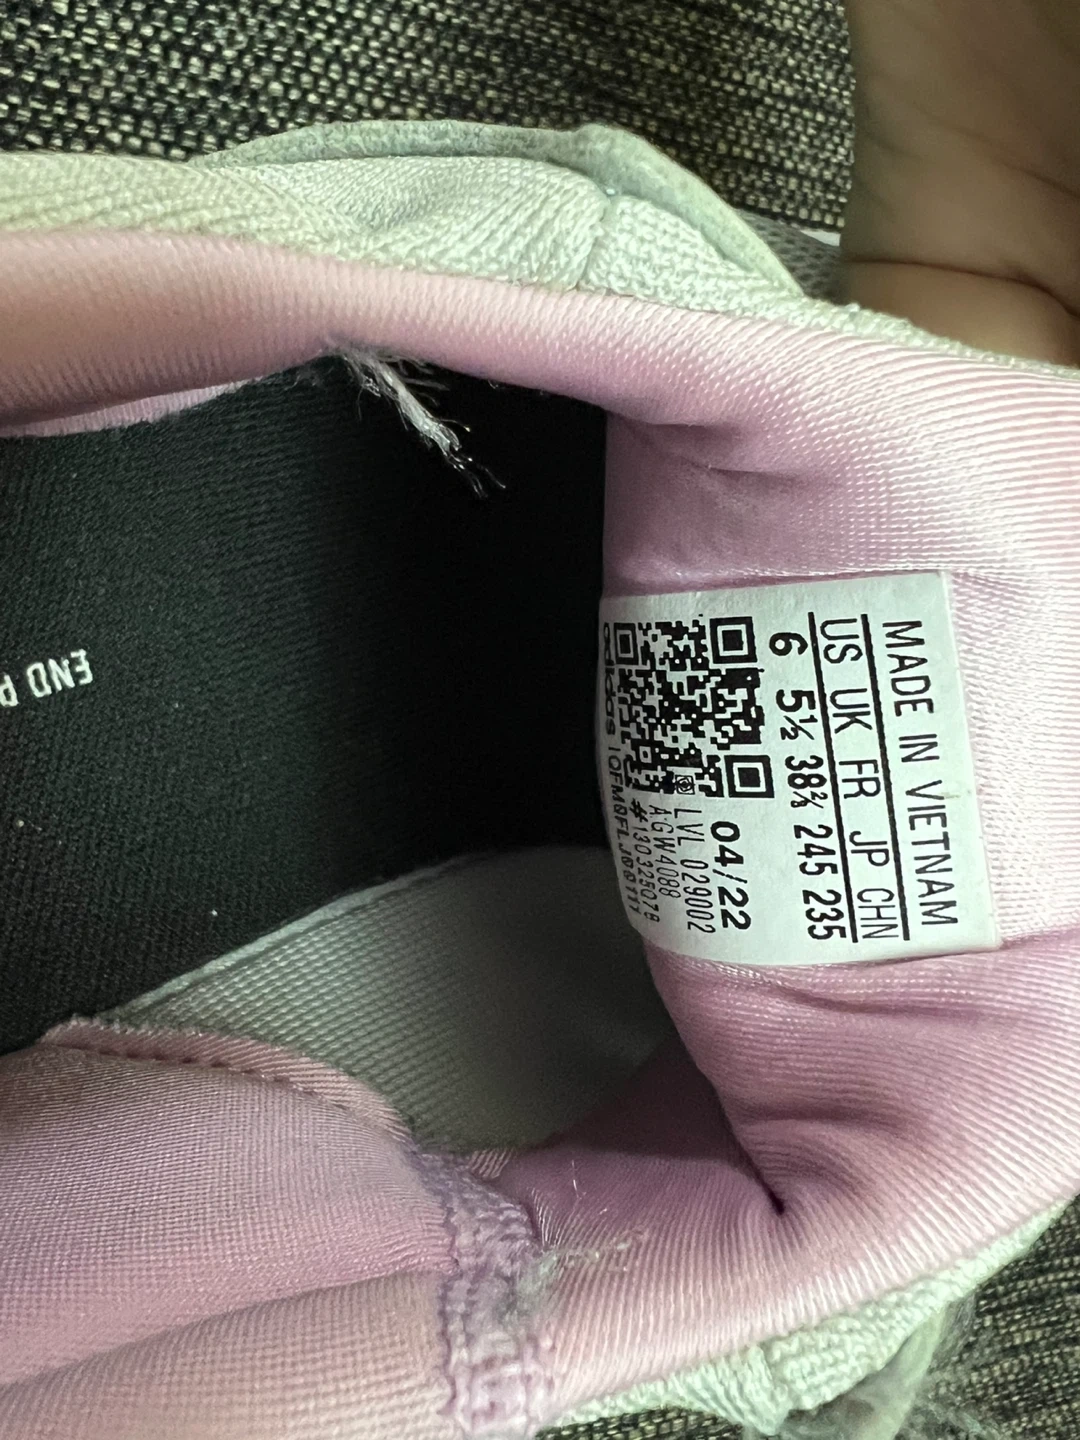 MADE IN VIETNAM
US UK FR JP CHN
6 5½ 38⅔ 245 235
04/22
LVL 029002
AGW4088
#130325078
adidas
END P